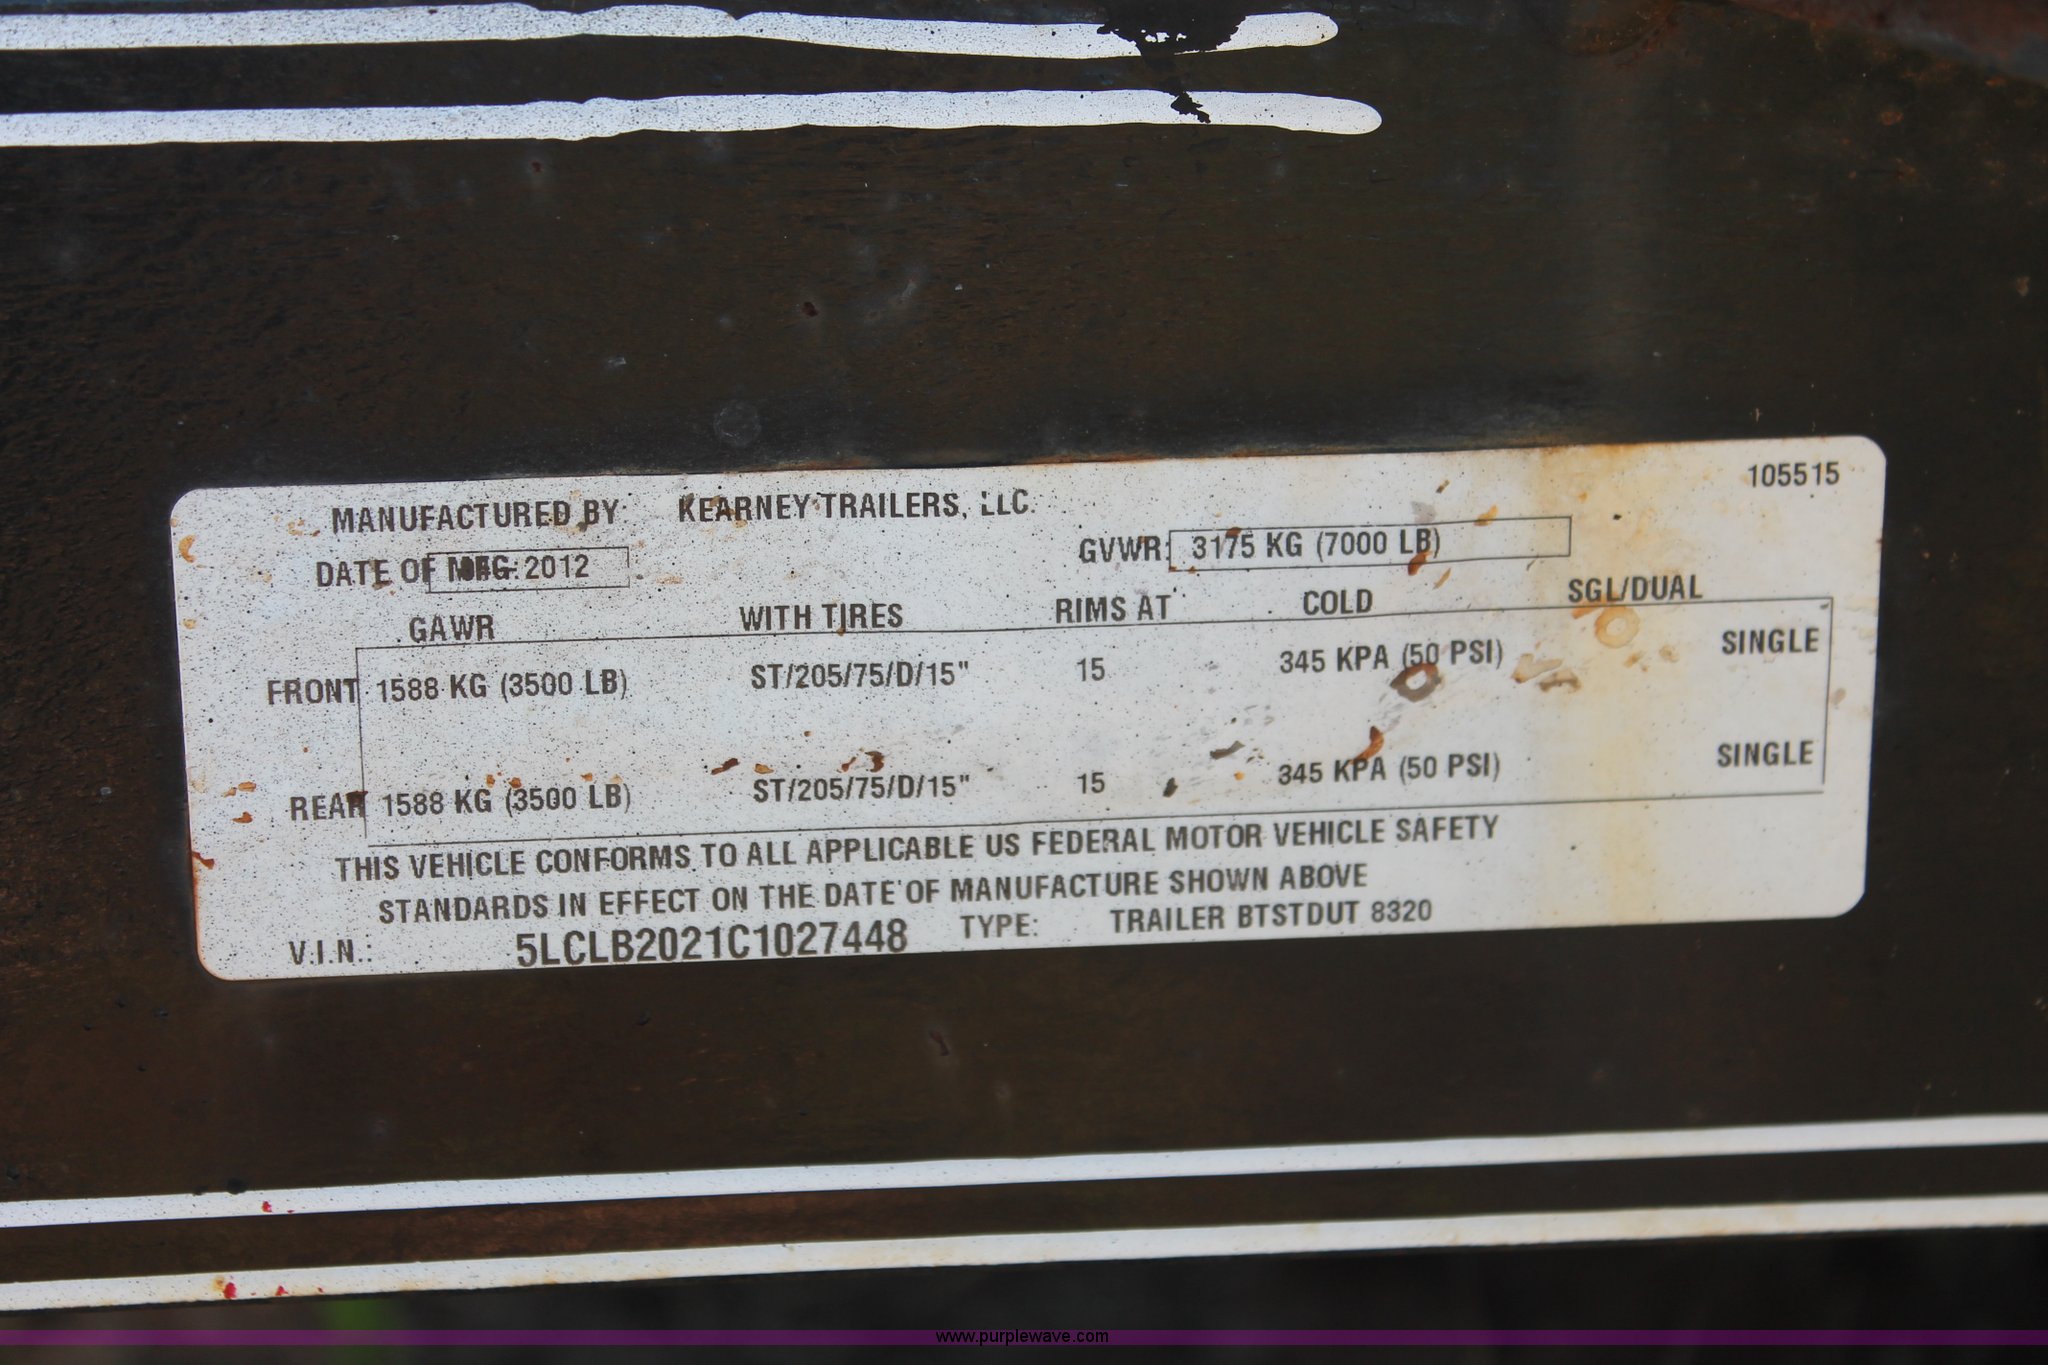 105515
MANUFACTURED BY KEARNEY TRAILERS, LLC.
DATE OF MFG: 2012 GVWR: 3175 KG (7000 LB)
GAWR WITH TIRES RIMS AT COLD SGL/DUAL
FRONT 1588 KG (3500 LB) ST/205/75/D/15" 15 345 KPA (50 PSI) SINGLE
REAR 1588 KG (3500 LB) ST/205/75/D/15" 15 345 KPA (50 PSI) SINGLE
THIS VEHICLE CONFORMS TO ALL APPLICABLE US FEDERAL MOTOR VEHICLE SAFETY
STANDARDS IN EFFECT ON THE DATE OF MANUFACTURE SHOWN ABOVE
V.I.N.: 5LCLB2021C1027448 TYPE: TRAILER BTSTDUT 8320
www.purplewave.com